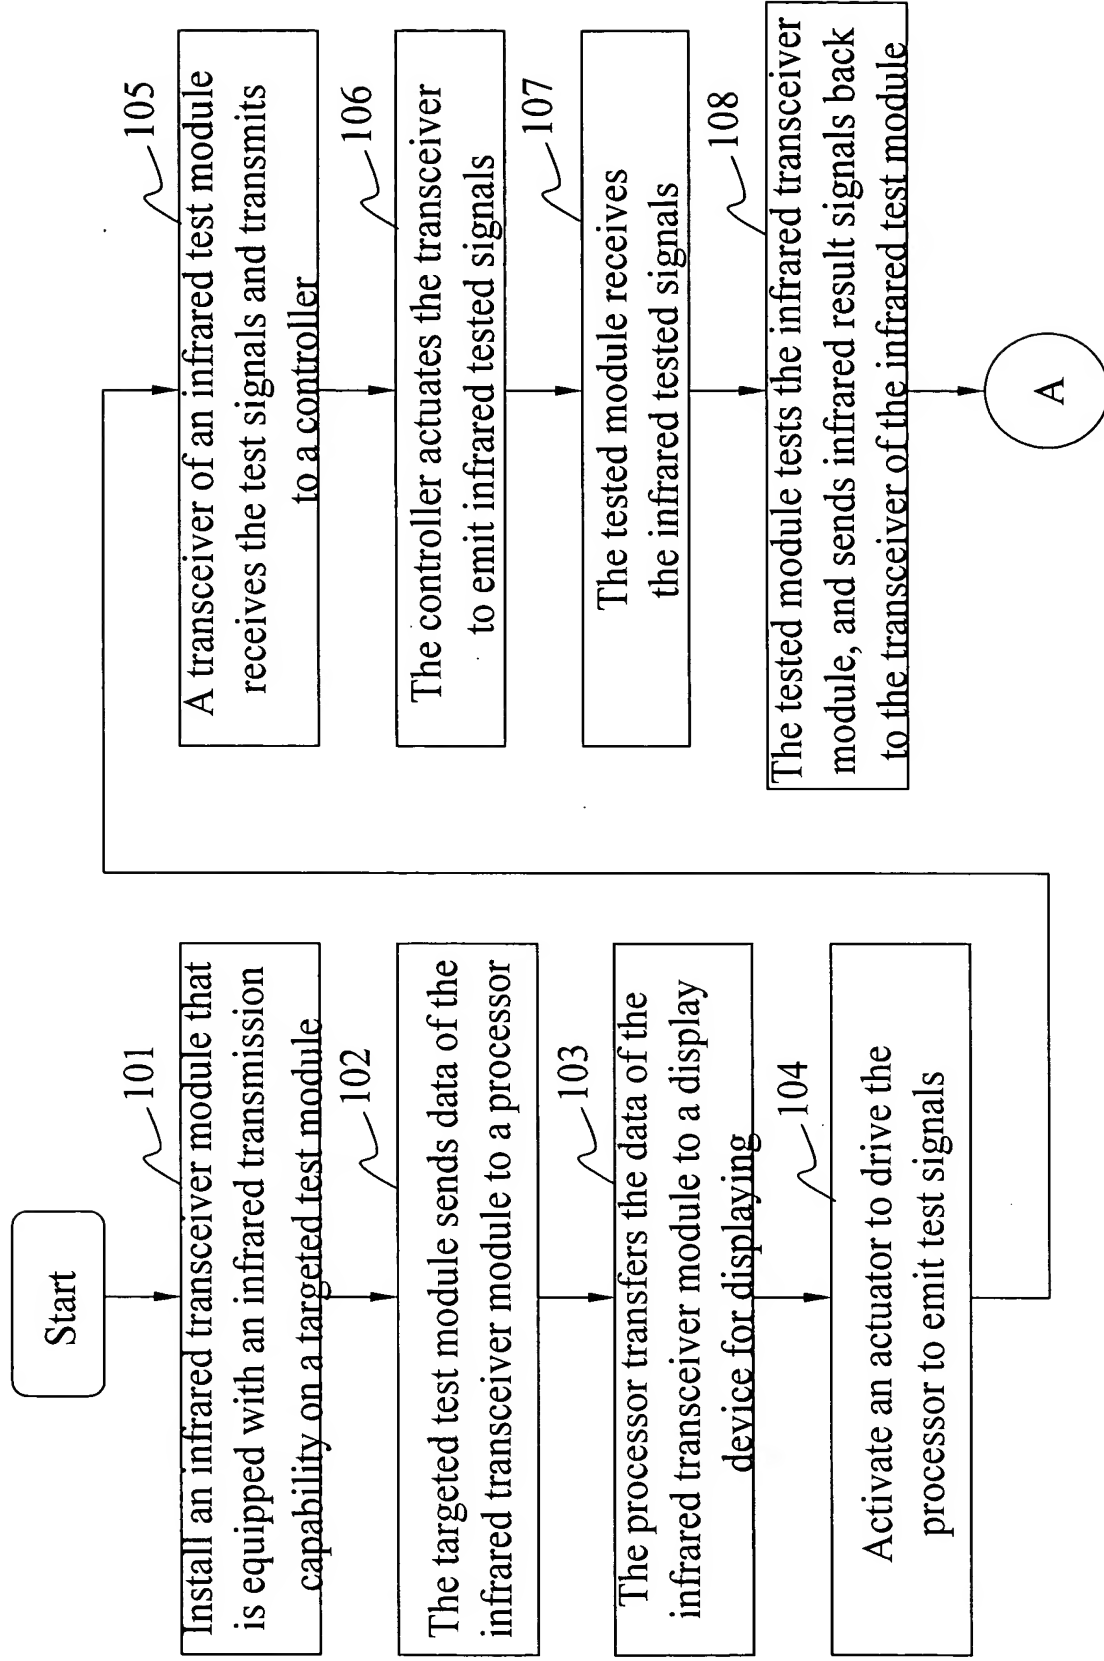 Start
101
Install an infrared transceiver module that
is equipped with an infrared transmission
capability on a targeted test module
102
The targeted test module sends data of the
infrared transceiver module to a processor
103
The processor transfers the data of the
infrared transceiver module to a display
device for displaying
104
Activate an actuator to drive the
processor to emit test signals
105
A transceiver of an infrared test module
receives the test signals and transmits
to a controller
106
The controller actuates the transceiver
to emit infrared tested signals
107
The tested module receives
the infrared tested signals
108
The tested module tests the infrared transceiver
module, and sends infrared result signals back
to the transceiver of the infrared test module
A